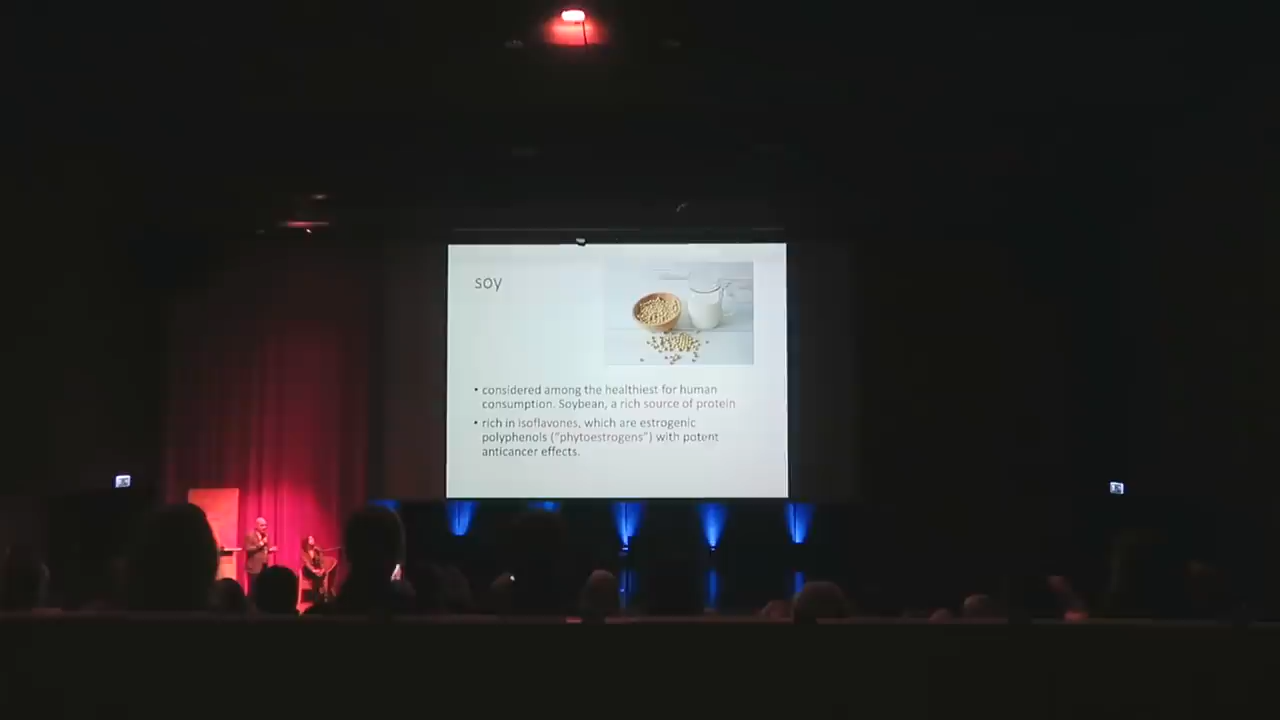 soy
• considered among the healthiest for human
consumption. Soybean, a rich source of protein
• rich in isoflavones, which are estrogenic
polyphenols ("phytoestrogens") with potent
anticancer effects.